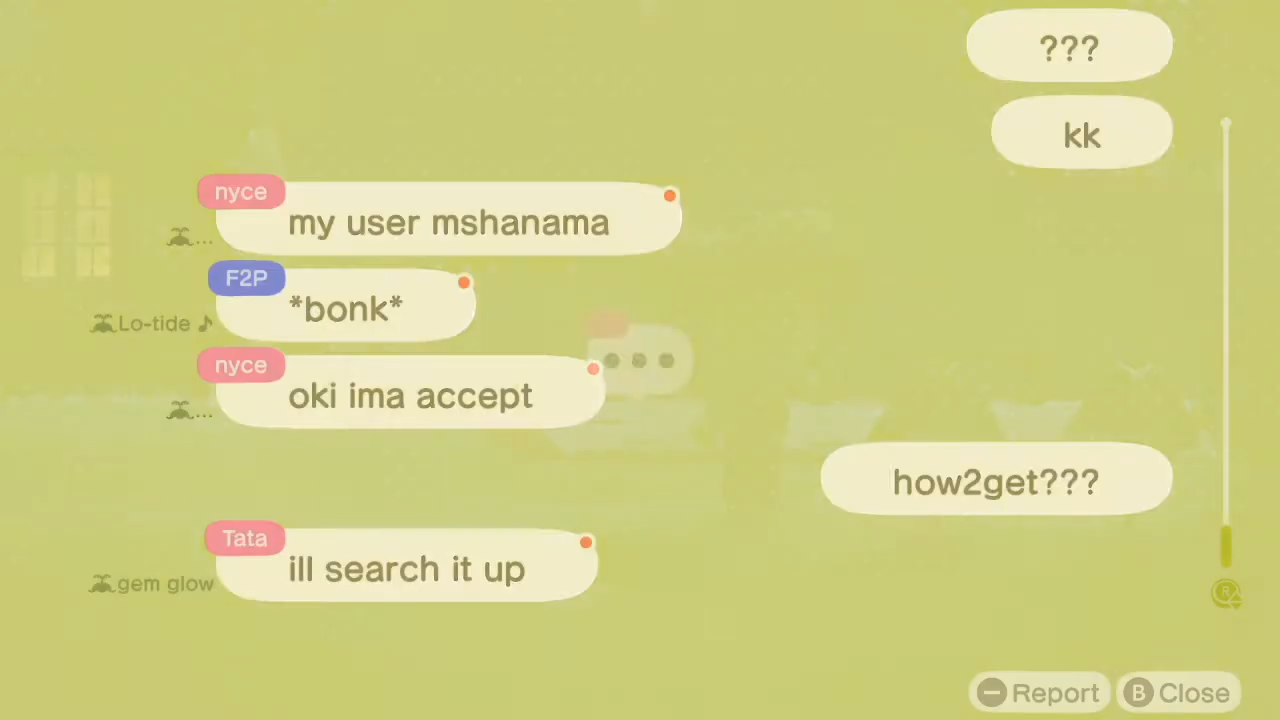 ???
kk
nyce
my user mshanama
...
F2P
*bonk*
Lo-tide ♪
nyce
oki ima accept
...
how2get???
Tata
ill search it up
gem glow
R
Report
B Close